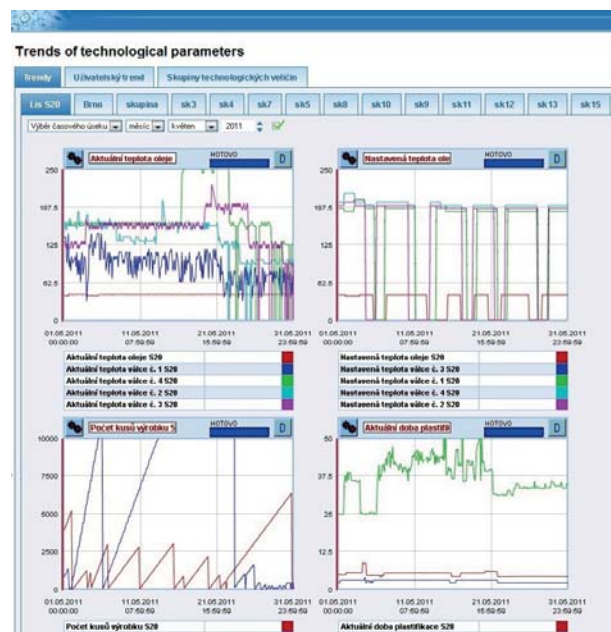 Trends of technological parameters
Trendy Uživatelský trend Skupiny technologických veličin
Lis S20 Brno skupina sk3 sk4 sk7 sk5 sk8 sk10 sk9 sk11 sk12 sk13 sk15
Výběr časového úseku měsíc květen 2011
Aktuální teplota oleje HOTOVO D
250
187.5
125
62.5
0
01.05.2011 11.05.2011 21.05.2011 31.05.2011
00:00:00 07:59:59 15:59:59 23:59:59
Aktuální teplota oleje S20
Aktuální teplota válce č. 1 S20
Aktuální teplota válce č. 4 S20
Aktuální teplota válce č. 2 S20
Aktuální teplota válce č. 3 S20
Nastavená teplota ole HOTOVO D
250
187.5
125
62.5
0
01.05.2011 11.05.2011 21.05.2011 31.05.2011
00:00:00 07:59:59 15:59:59 23:59:59
Nastavená teplota oleje S20
Nastavená teplota válce č. 3 S20
Nastavená teplota válce č. 1 S20
Nastavená teplota válce č. 4 S20
Nastavená teplota válce č. 2 S20
Počet kusů výrobku S HOTOVO D
10000
7500
5000
2500
0
01.05.2011 11.05.2011 21.05.2011 31.05.2011
00:00:00 07:59:59 15:59:59 23:59:59
Počet kusů výrobku S20
Aktuální doba plastifi HOTOVO D
50
37.5
25
12.5
0
01.05.2011 11.05.2011 21.05.2011 31.05.2011
00:00:00 07:59:59 15:59:59 23:59:59
Aktuální doba plastifikace S20